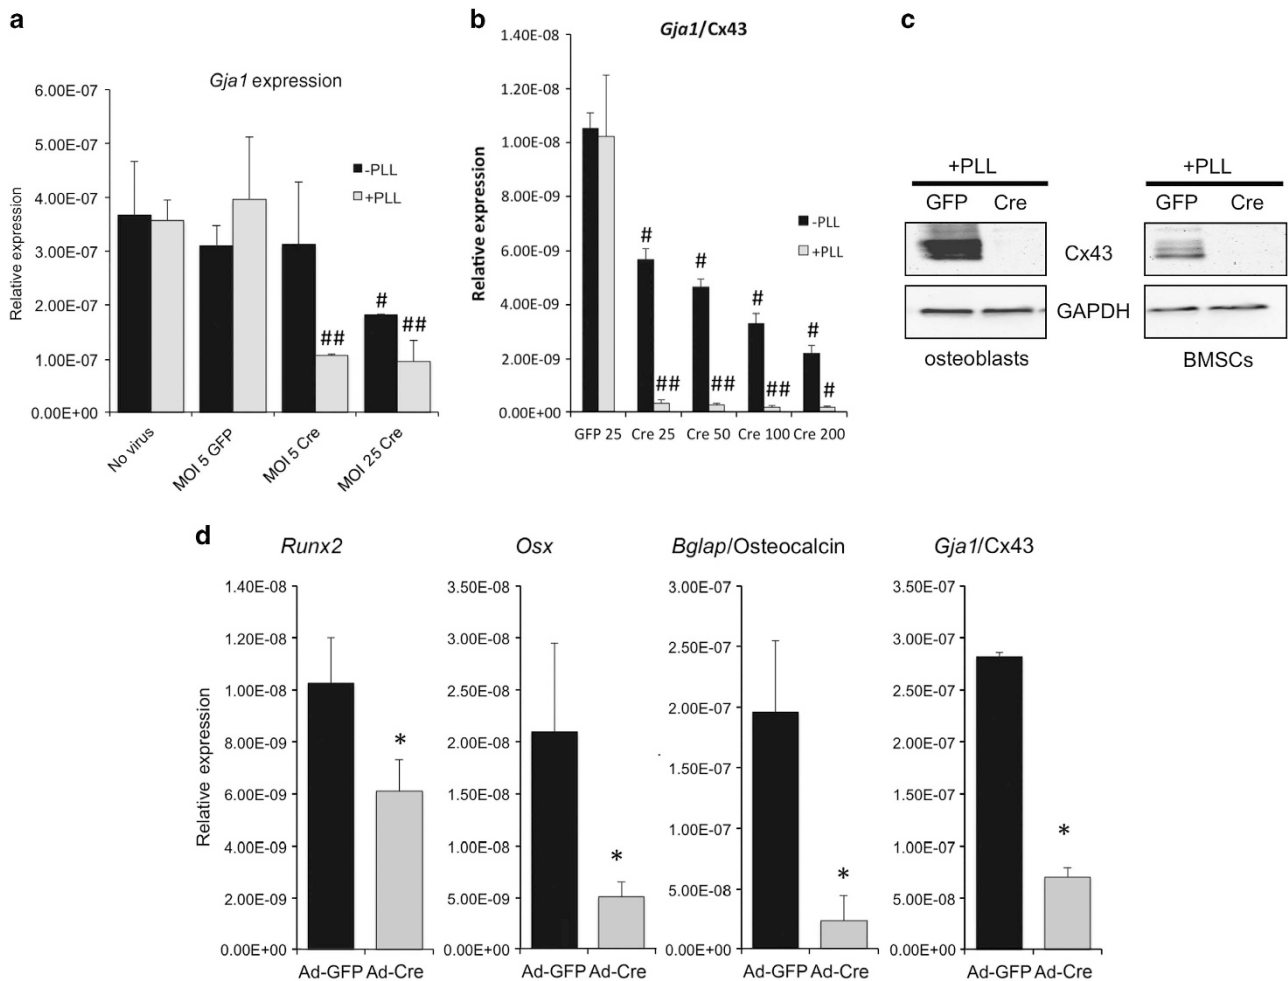 a
Gja1 expression
6.00E-07
5.00E-07
4.00E-07
3.00E-07
2.00E-07
1.00E-07
0.00E+00
Relative expression
-PLL
+PLL
##
#
##
No virus
MOI 5 GFP
MOI 5 Cre
MOI 25 Cre
b
Gja1/Cx43
1.40E-08
1.20E-08
1.00E-08
8.00E-09
6.00E-09
4.00E-09
2.00E-09
0.00E+00
Relative expression
-PLL
+PLL
#
##
#
##
#
##
#
#
GFP 25
Cre 25
Cre 50
Cre 100
Cre 200
c
+PLL
GFP Cre
+PLL
GFP Cre
Cx43
GAPDH
osteoblasts
BMSCs
d
Runx2
1.40E-08
1.20E-08
1.00E-08
8.00E-09
6.00E-09
4.00E-09
2.00E-09
0.00E+00
Relative expression
*
Ad-GFP Ad-Cre
Osx
3.50E-08
3.00E-08
2.50E-08
2.00E-08
1.50E-08
1.00E-08
5.00E-09
0.00E+00
*
Ad-GFP Ad-Cre
Bglap/Osteocalcin
3.00E-07
2.50E-07
2.00E-07
1.50E-07
1.00E-07
5.00E-08
0.00E+00
*
Ad-GFP Ad-Cre
Gja1/Cx43
3.50E-07
3.00E-07
2.50E-07
2.00E-07
1.50E-07
1.00E-07
5.00E-08
0.00E+00
*
Ad-GFP Ad-Cre